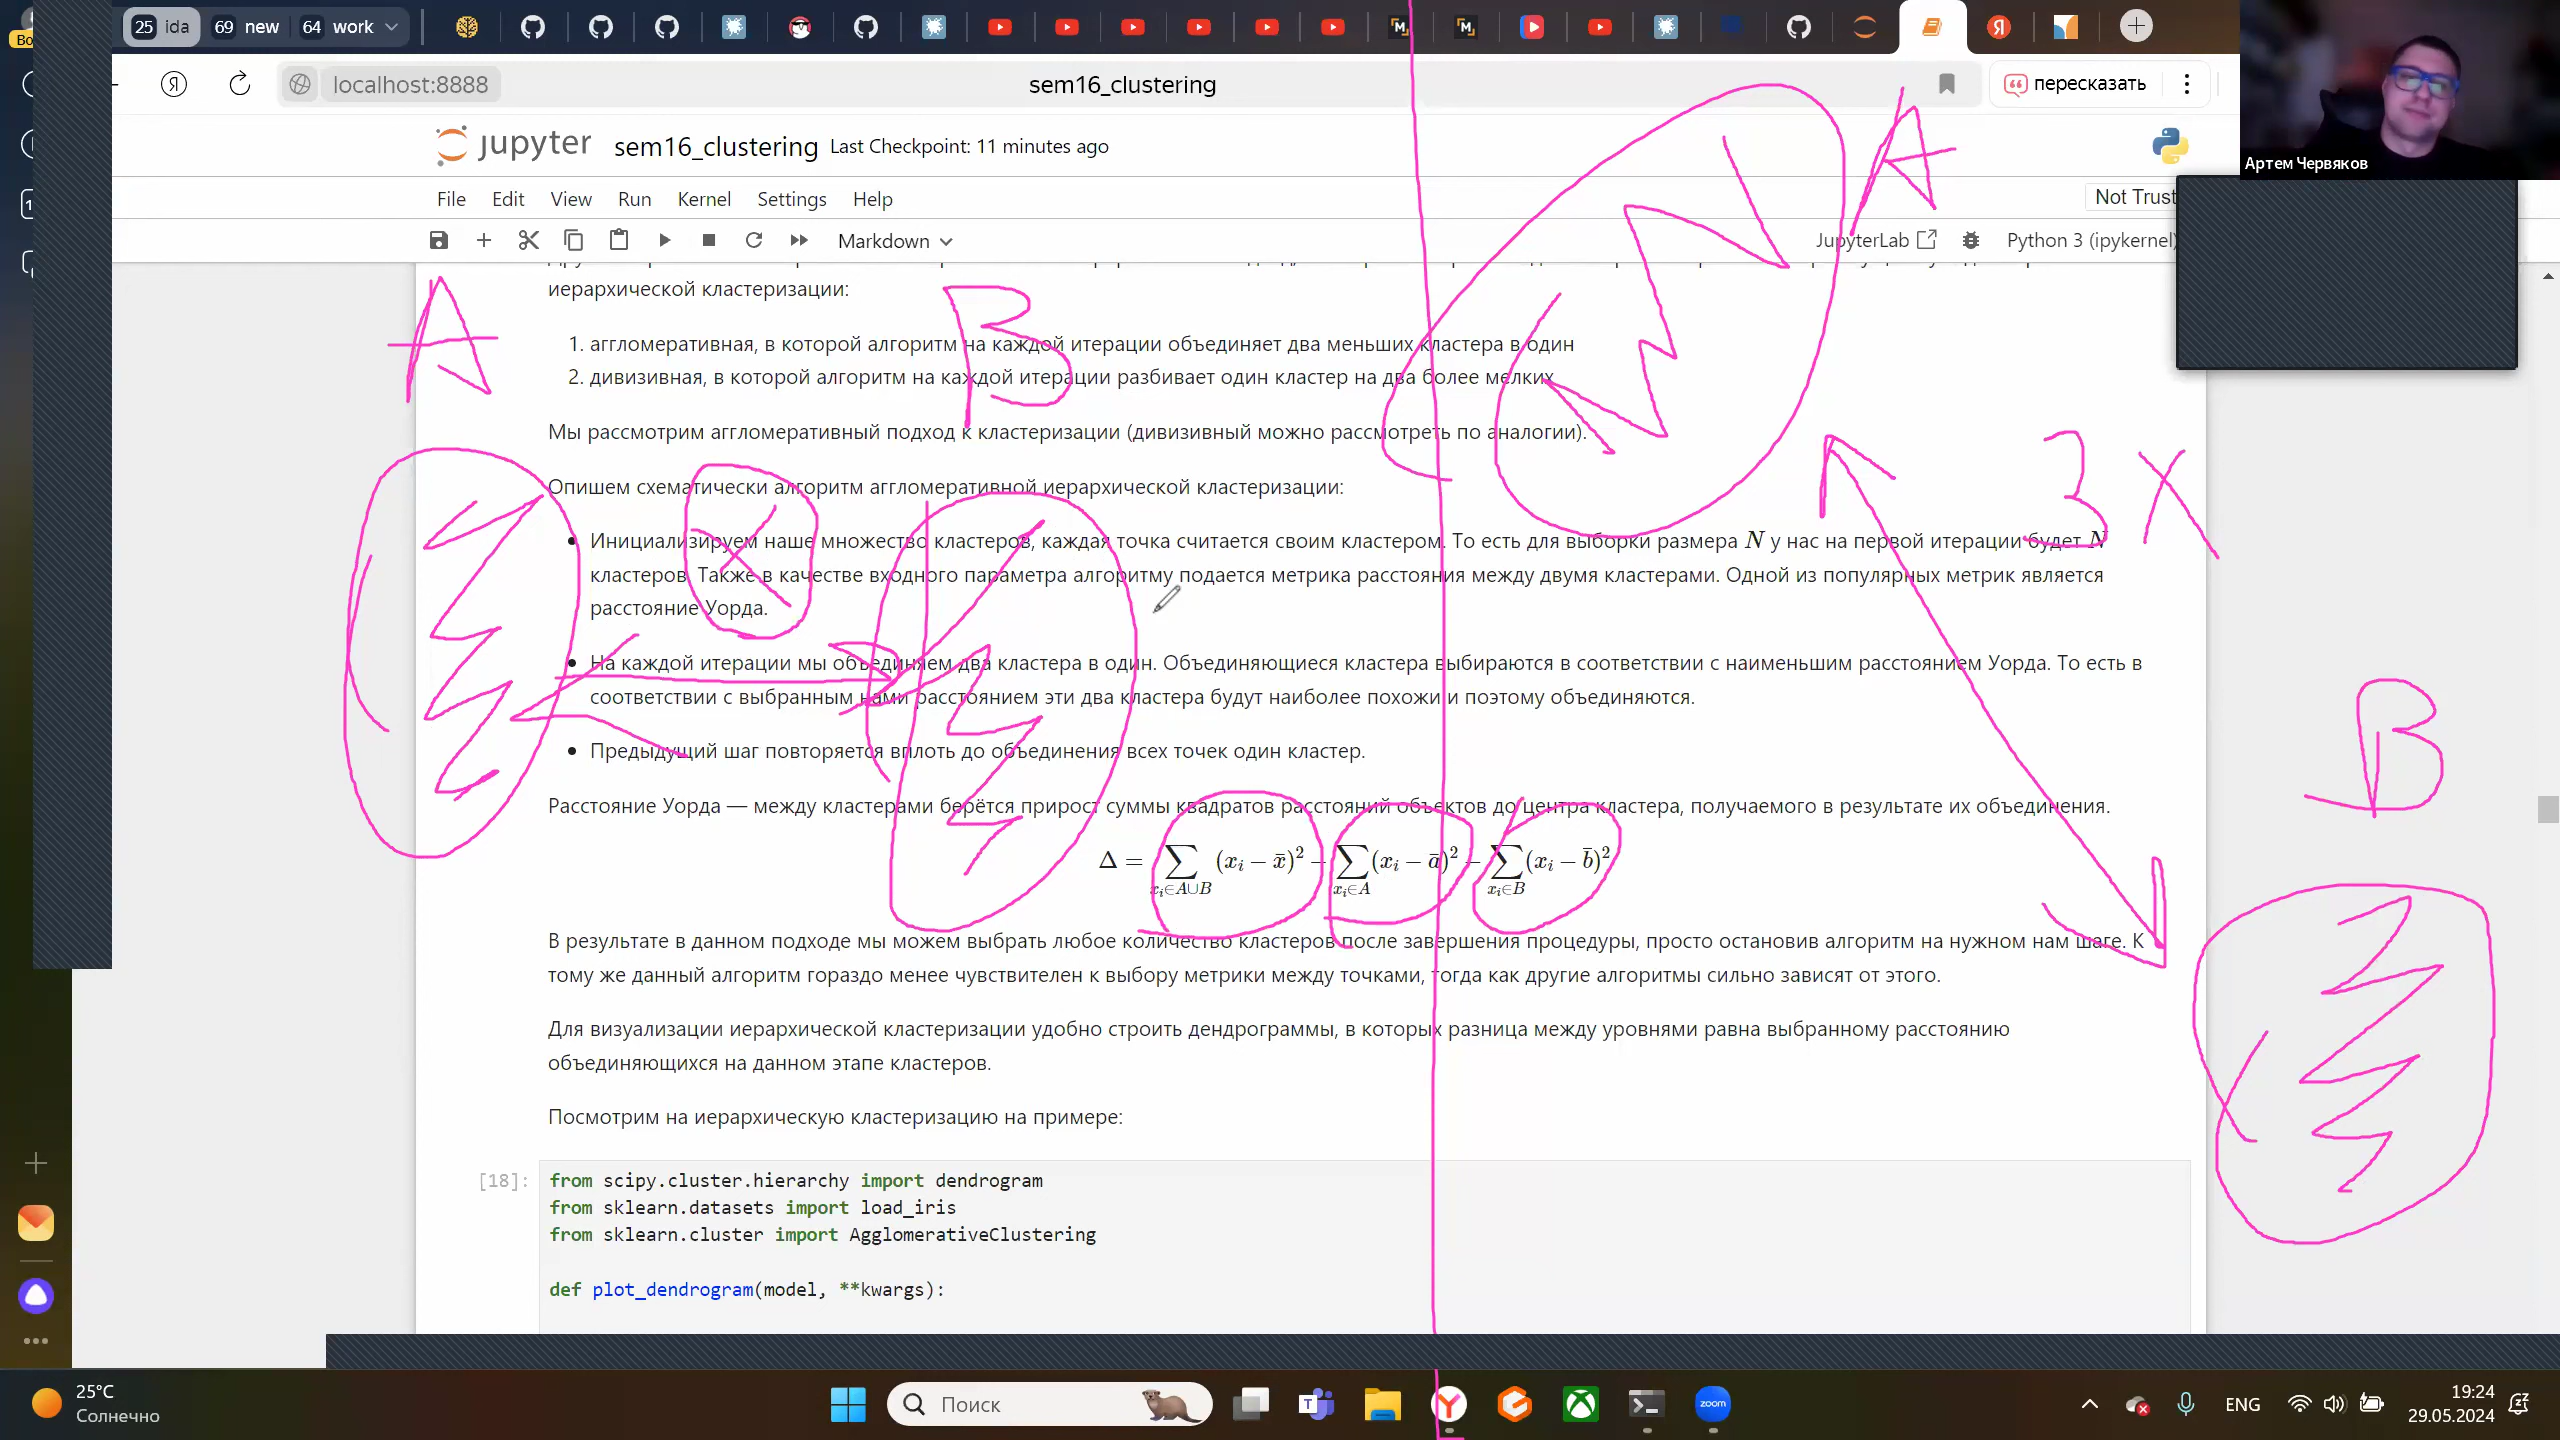 25 ida 69 new 64 work
localhost:8888
sem16_clustering
пересказать
Артем Червяков
jupyter sem16_clustering Last Checkpoint: 11 minutes ago
File Edit View Run Kernel Settings Help
Not Trust
Markdown
JupyterLab
Python 3 (ipykernel)
иерархической кластеризации:
A
B
A
1. агломеративная, в которой алгоритм на каждой итерации объединяет два меньших кластера в один
2. дивизивная, в которой алгоритм на каждой итерации разбивает один кластер на два более мелких
Мы рассмотрим аггломеративный подход к кластеризации (дивизивный можно рассмотреть по аналогии).
3 X
Опишем схематически алгоритм аггломеративной иерархической кластеризации:
X
• Инициализируем наше множество кластеров, каждая точка считается своим кластером. То есть для выборки размера N у нас на первой итерации будет N
кластеров. Также в качестве входного параметра алгоритму подается метрика расстояния между двумя кластерами. Одной из популярных метрик является
расстояние Уорда.
• На каждой итерации мы объединяем два кластера в один. Объединяющиеся кластера выбираются в соответствии с наименьшим расстоянием Уорда. То есть в
соответствии с выбранным нами расстоянием эти два кластера будут наиболее похожи и поэтому объединяются.
B
• Предыдущий шаг повторяется вплоть до объединения всех точек один кластер.
Расстояние Уорда — между кластерами берётся прирост суммы квадратов расстояний объектов до центра кластера, получаемого в результате их объединения.
Δ = ∑_{x_i∈A∪B} (x_i − x̄)² − ∑_{x_i∈A} (x_i − ā)² − ∑_{x_i∈B} (x_i − b̄)²
В результате в данном подходе мы можем выбрать любое количество кластеров после завершения процедуры, просто остановив алгоритм на нужном нам шаге. К
тому же данный алгоритм гораздо менее чувствителен к выбору метрики между точками, тогда как другие алгоритмы сильно зависят от этого.
Для визуализации иерархической кластеризации удобно строить дендрограммы, в которых разница между уровнями равна выбранному расстоянию
объединяющихся на данном этапе кластеров.
Посмотрим на иерархическую кластеризацию на примере:
[18]: from scipy.cluster.hierarchy import dendrogram
from sklearn.datasets import load_iris
from sklearn.cluster import AgglomerativeClustering
def plot_dendrogram(model, **kwargs):
25°C
Солнечно
Поиск
zoom
ENG
19:24
29.05.2024